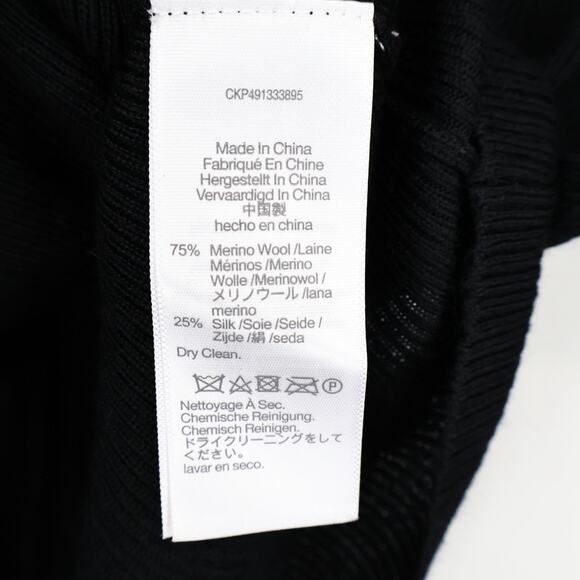 CKP491333895
Made In China
Fabriqué En Chine
Hergestellt In China
Vervaardigd In China
中国製
hecho en china
75% Merino Wool /Laine
Mérinos /Merino
Wolle /Merinowol /
メリノウール /lana
merino
25% Silk /Soie /Seide /
Zijde /絹 /seda
Dry Clean.
P
Nettoyage À Sec.
Chemische Reinigung.
Chemisch Reinigen.
ドライクリーニングをして
ください。
lavar en seco.